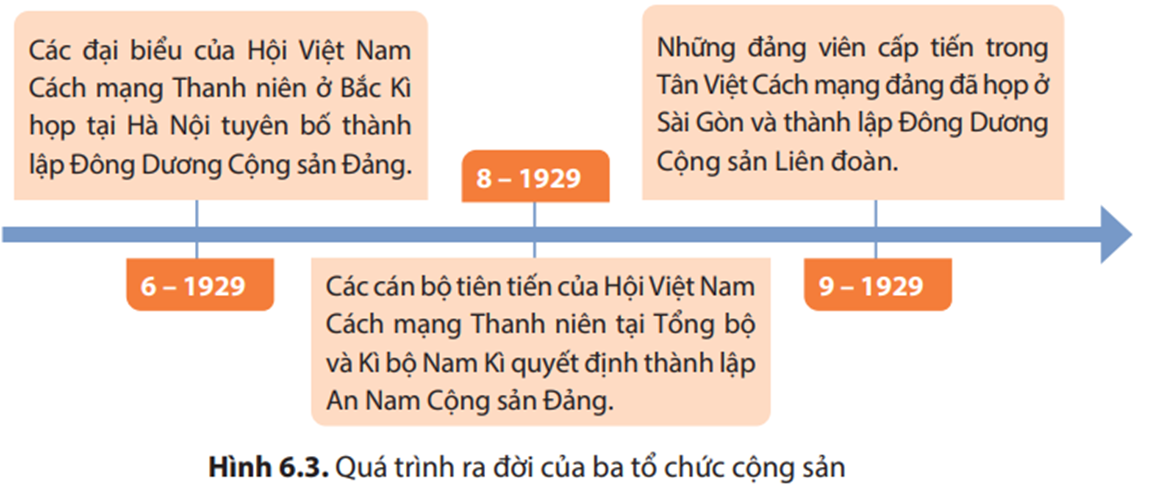 Các đại biểu của Hội Việt Nam
Cách mạng Thanh niên ở Bắc Kì
họp tại Hà Nội tuyên bố thành
lập Đông Dương Cộng sản Đảng.
6 – 1929
8 – 1929
Các cán bộ tiên tiến của Hội Việt Nam
Cách mạng Thanh niên tại Tổng bộ
và Kì bộ Nam Kì quyết định thành lập
An Nam Cộng sản Đảng.
Những đảng viên cấp tiến trong
Tân Việt Cách mạng đảng đã họp ở
Sài Gòn và thành lập Đông Dương
Cộng sản Liên đoàn.
9 – 1929
Hình 6.3. Quá trình ra đời của ba tổ chức cộng sản